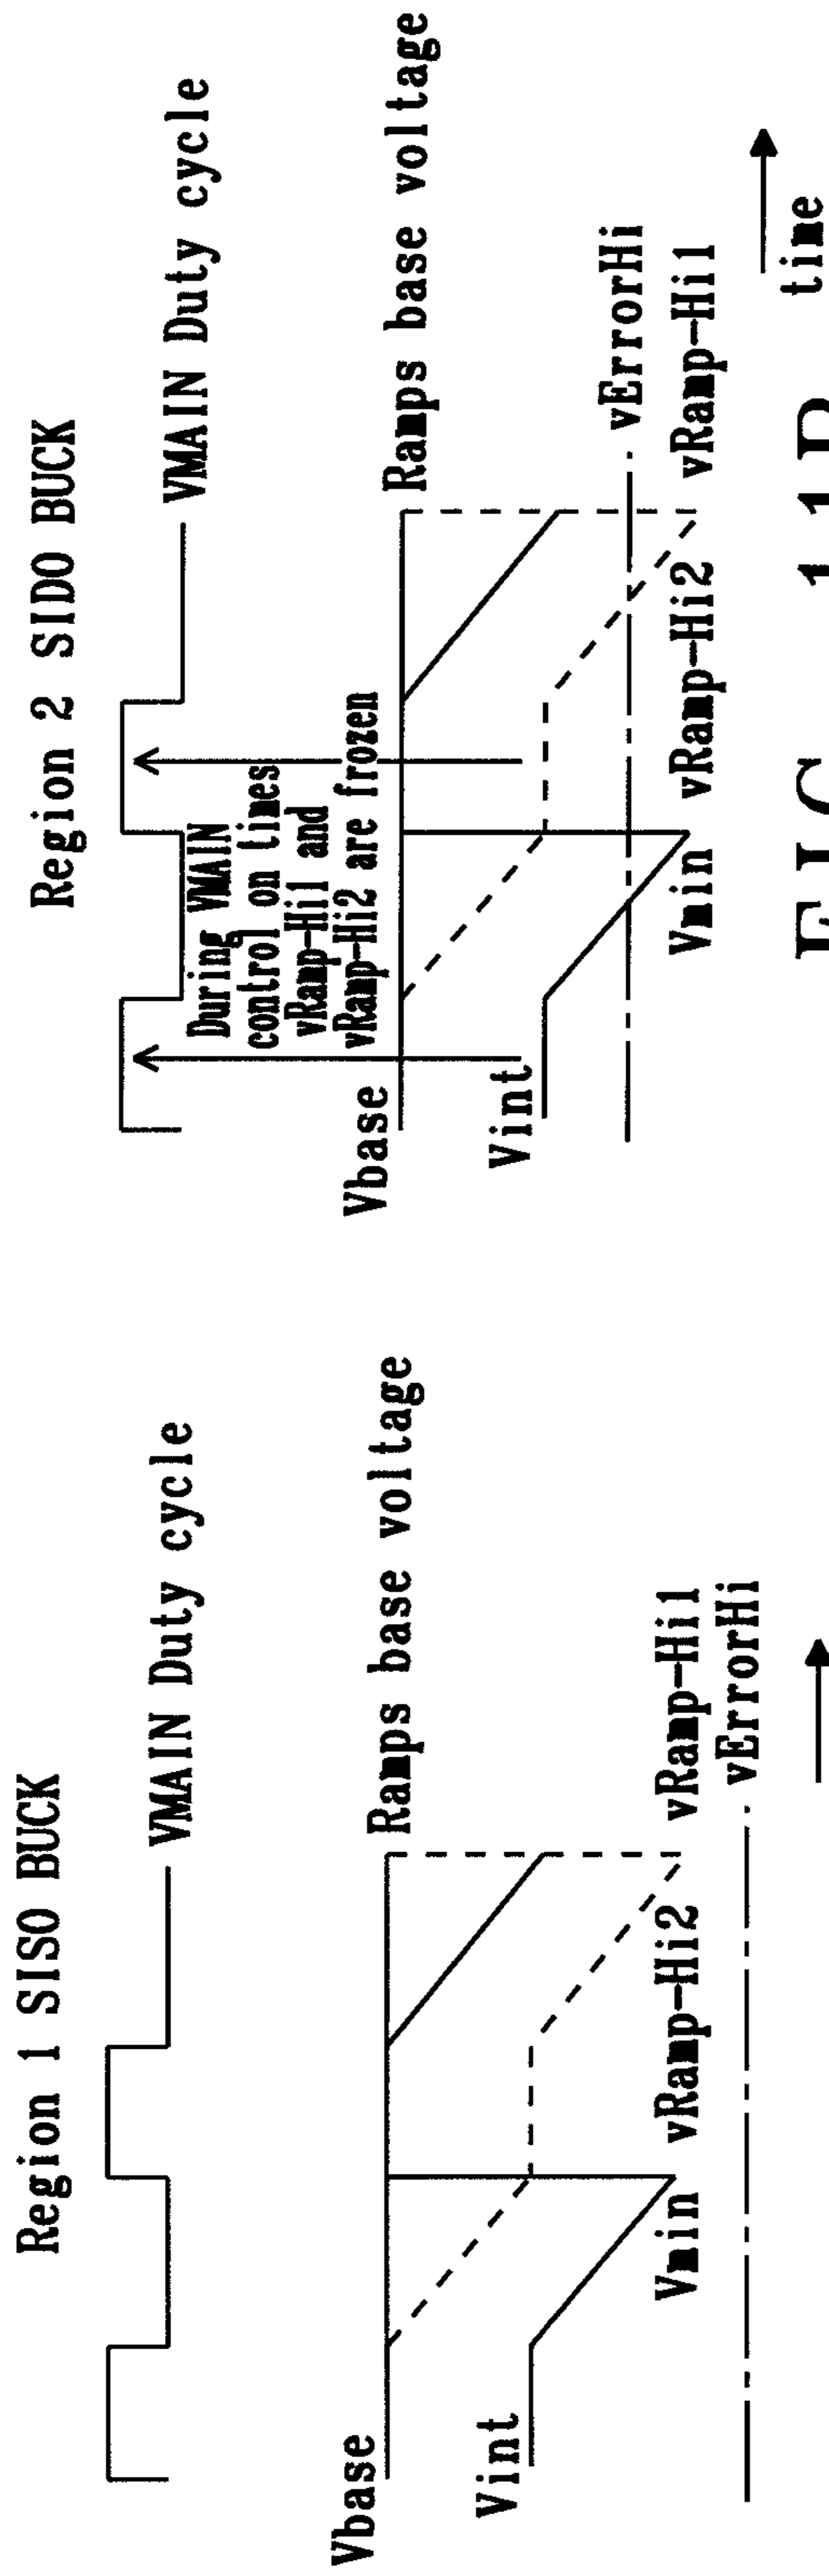 Region 1 SISO BUCK
VMAIN Duty cycle
Vbase
Ramps base voltage
Vint
Vmin
vRamp-Hi2
vRamp-Hi1
vErrorHi
Region 2 SIDO BUCK
VMAIN Duty cycle
During VMAIN
control on times
vRamp-Hi1 and
vRamp-Hi2 are frozen
Vbase
Ramps base voltage
Vint
vErrorHi
Vmin
vRamp-Hi2
vRamp-Hi1
time